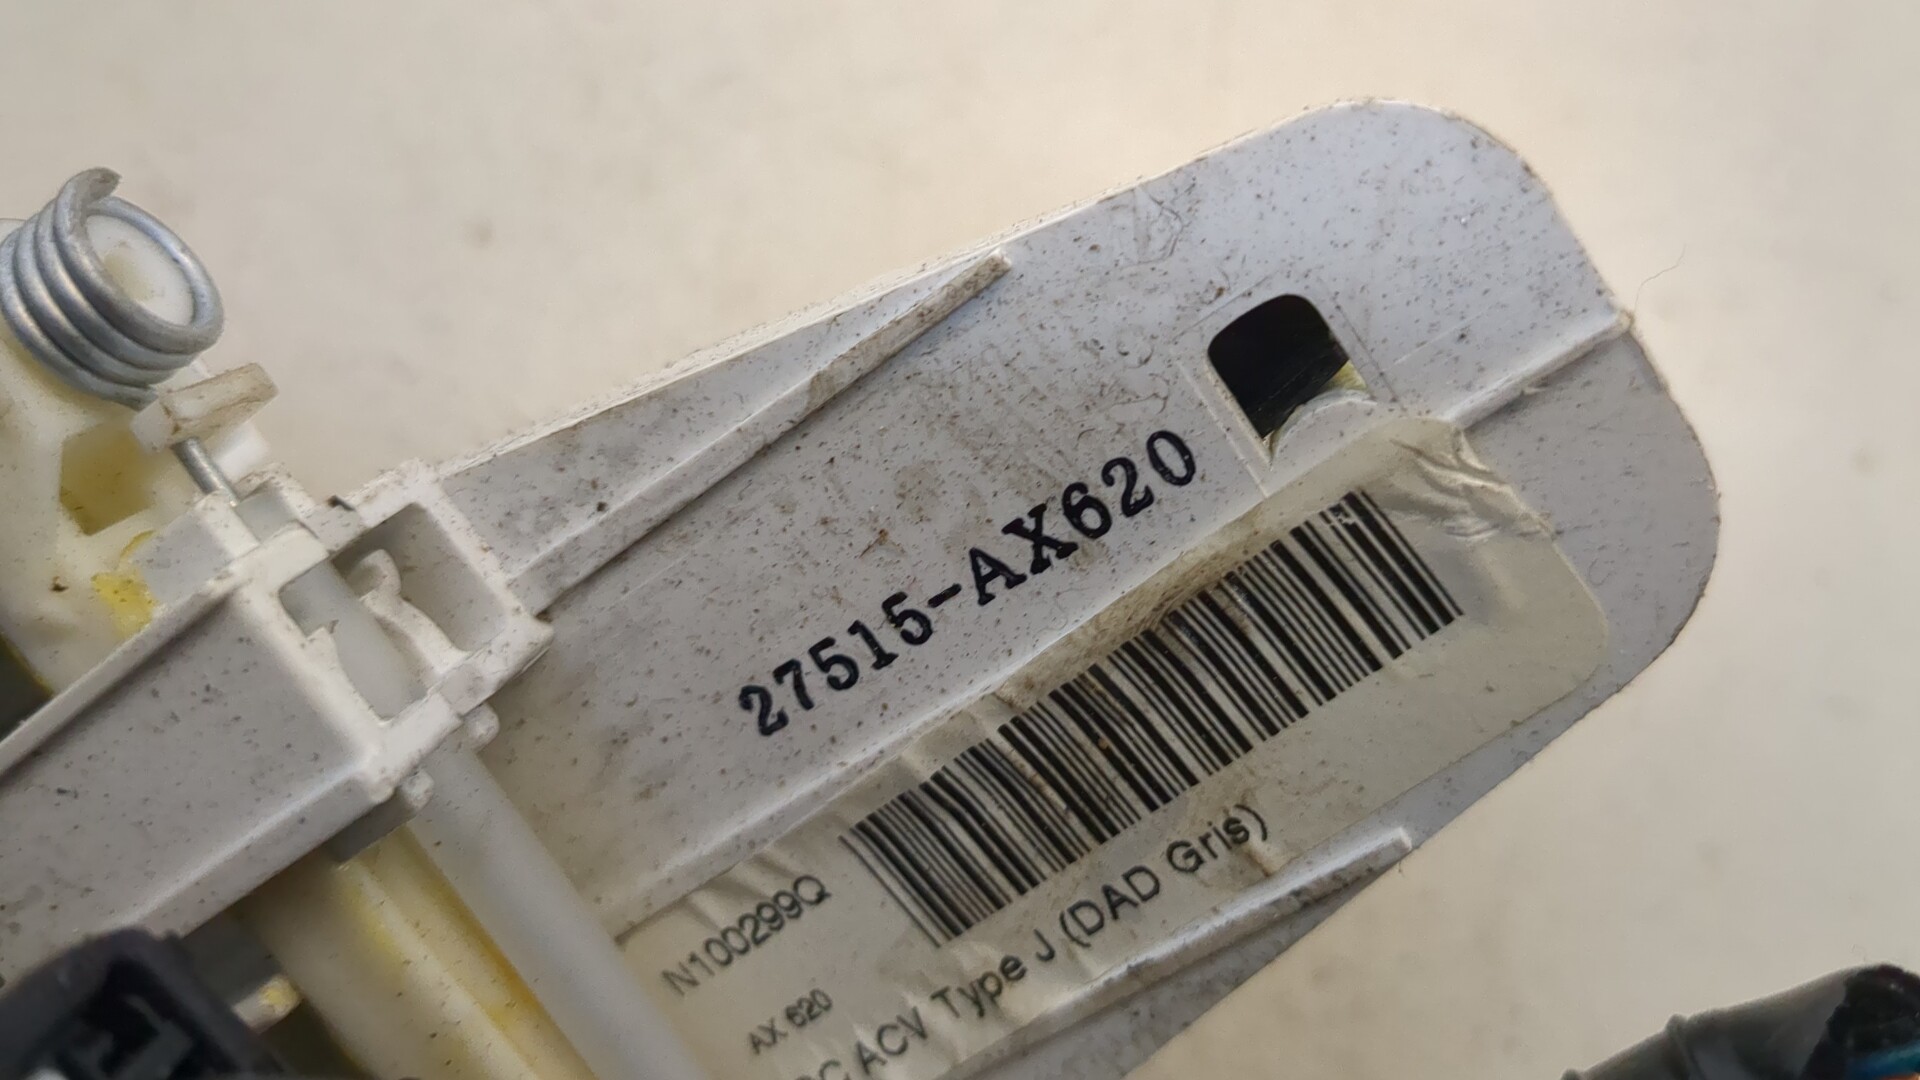 27515-AX620
N100299Q
AX 620
ACV Type J (DAD Gris)